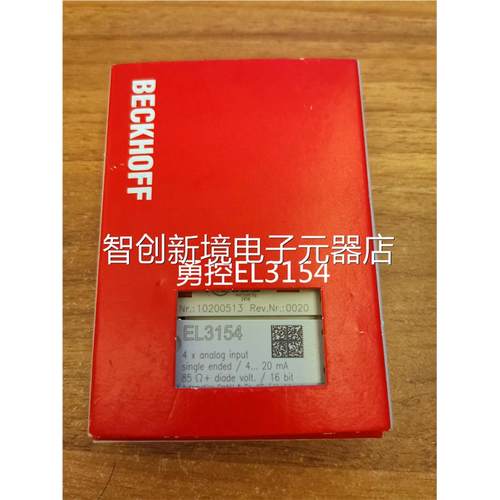 BECKHOFF
智创新境电子元器店
勇控EL3154
Nr.:10200513 Rev.Nr.:0020
EL3154
4 x analog input
single ended / 4... 20 mA
85 Ω + diode volt. / 16 bit